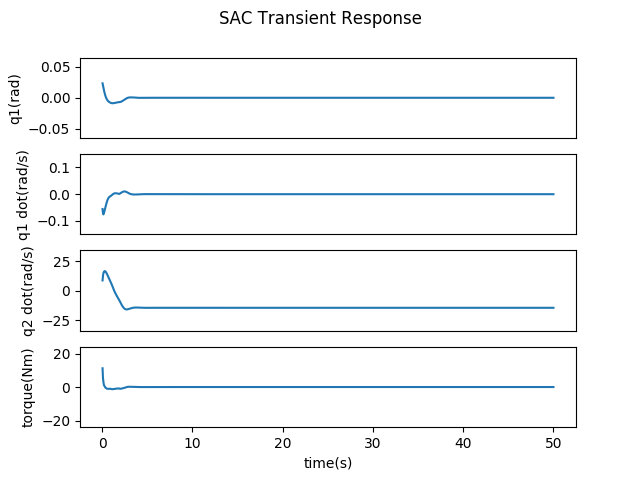 SAC Transient Response
q1(rad)
0.05
0.00
−0.05
q1 dot(rad/s)
0.1
0.0
−0.1
q2 dot(rad/s)
25
0
−25
torque(Nm)
20
0
−20
0 10 20 30 40 50
time(s)